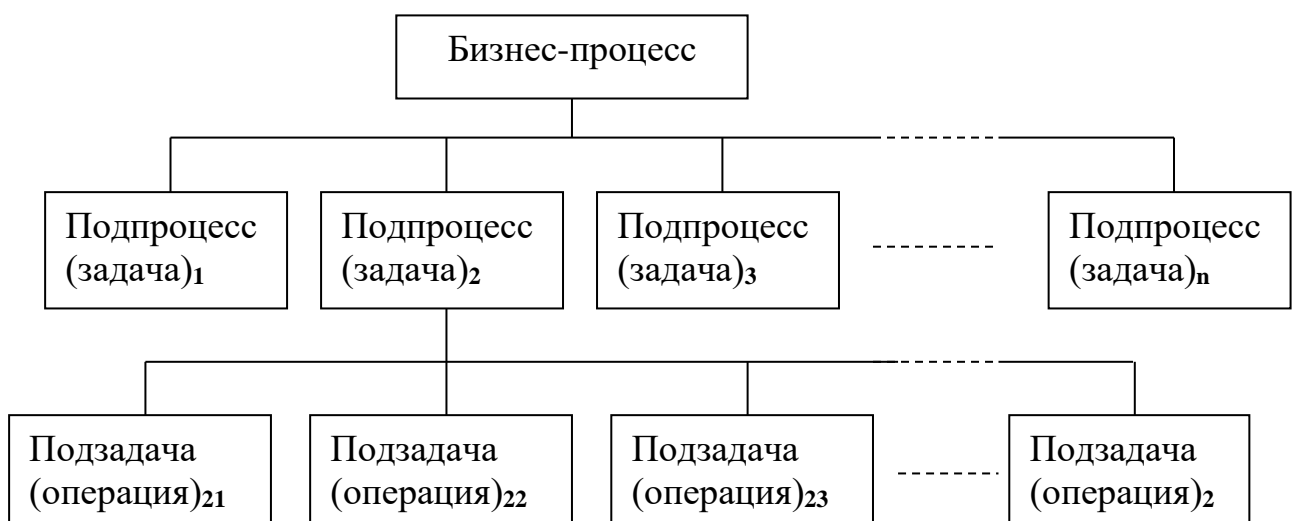 Бизнес-процесс
Подпроцесс
(задача)1
Подпроцесс
(задача)2
Подпроцесс
(задача)3
Подпроцесс
(задача)n
Подзадача
(операция)21
Подзадача
(операция)22
Подзадача
(операция)23
Подзадача
(операция)2